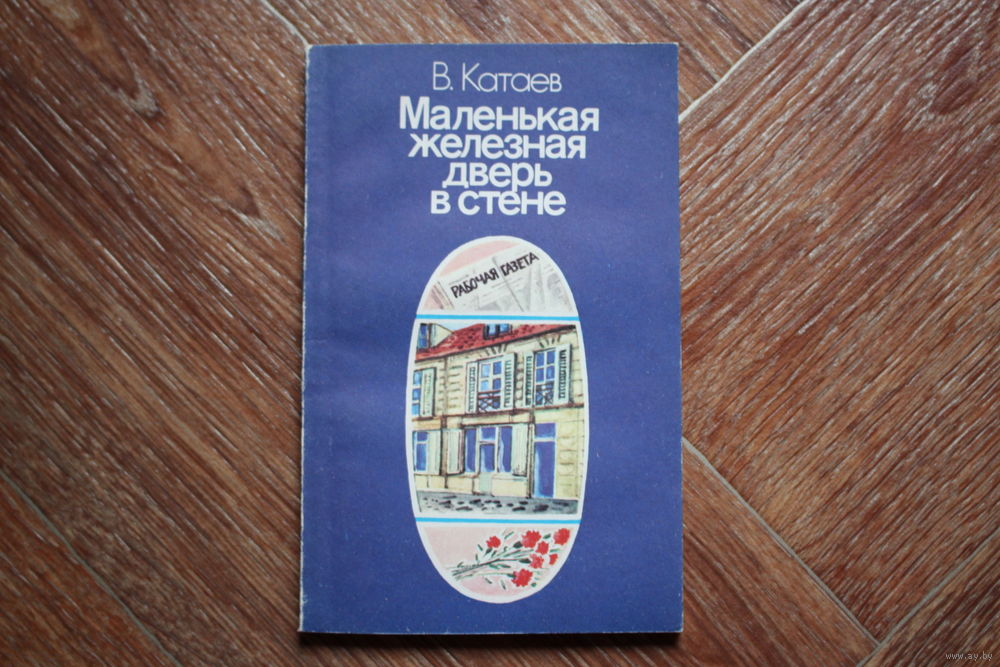 В. Катаев
Маленькая
железная
дверь
в стене
РАБОЧАЯ ГАЗЕТА
www.ay.by